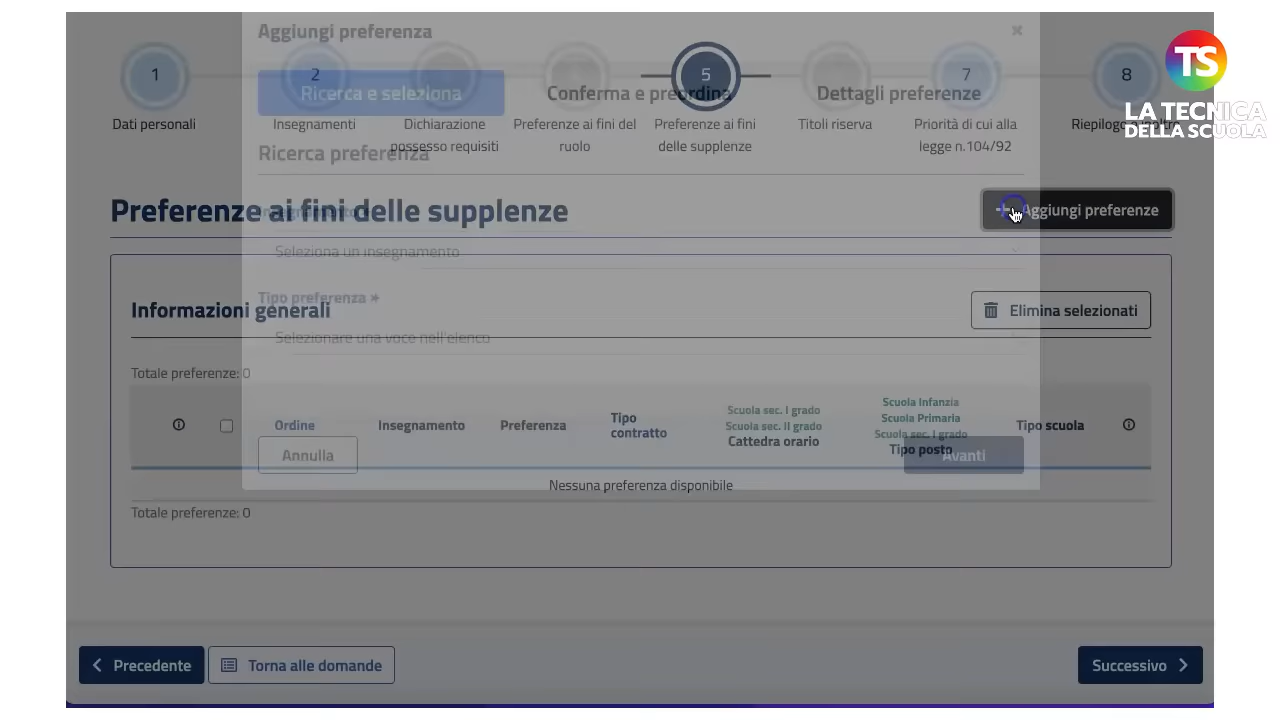 Aggiungi preferenza ×
1 2 5 7 8
Ricerca e seleziona Conferma e preordina Dettagli preferenze
Dati personali
Insegnamenti
Dichiarazione
possesso requisiti
Preferenze ai fini del
ruolo
Preferenze ai fini
delle supplenze
Titoli riserva
Priorità di cui alla
legge n.104/92
Riepilogo e inoltro
TS
LA TECNICA
DELLA SCUOLA
Ricerca preferenza
Preferenze ai fini delle supplenze
+ Aggiungi preferenze
Seleziona un insegnamento
Tipo preferenza »
Informazioni generali
Elimina selezionati
Selezionare una voce nell'elenco
Totale preferenze: 0
Ordine
Insegnamento
Preferenza
Tipo
contratto
Scuola sec. I grado
Scuola sec. II grado
Cattedra orario
Scuola Infanzia
Scuola Primaria
Scuola sec. I grado
Tipo posto
Tipo scuola
Annulla
Avanti
Nessuna preferenza disponibile
Totale preferenze: 0
Precedente
Torna alle domande
Successivo